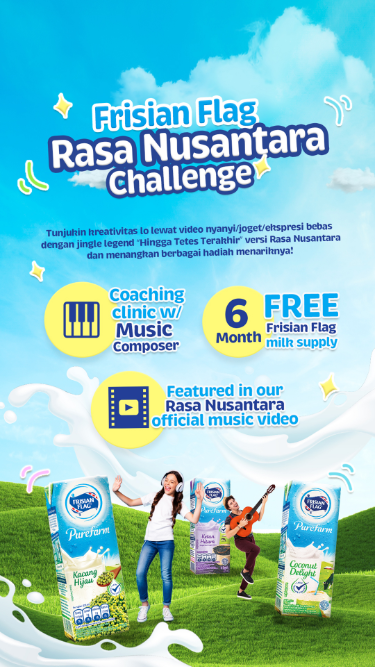 Frisian Flag
Rasa Nusantara
Challenge
Tunjukin kreativitas lo lewat video nyanyi/joget/ekspresi bebas
dengan jingle legend "Hingga Tetes Terakhir" versi Rasa Nusantara
dan menangkan berbagai hadiah menariknya!
Coaching
clinic w/
Music
Composer
6
Month
FREE
Frisian Flag
milk supply
Featured in our
Rasa Nusantara
official music video
FRISIAN
FLAG
Purefarm
Kacang
Hijau
FRISIAN
FLAG
Purefarm
Ketan
Hitam
FRISIAN
FLAG
Purefarm
Coconut
Delight